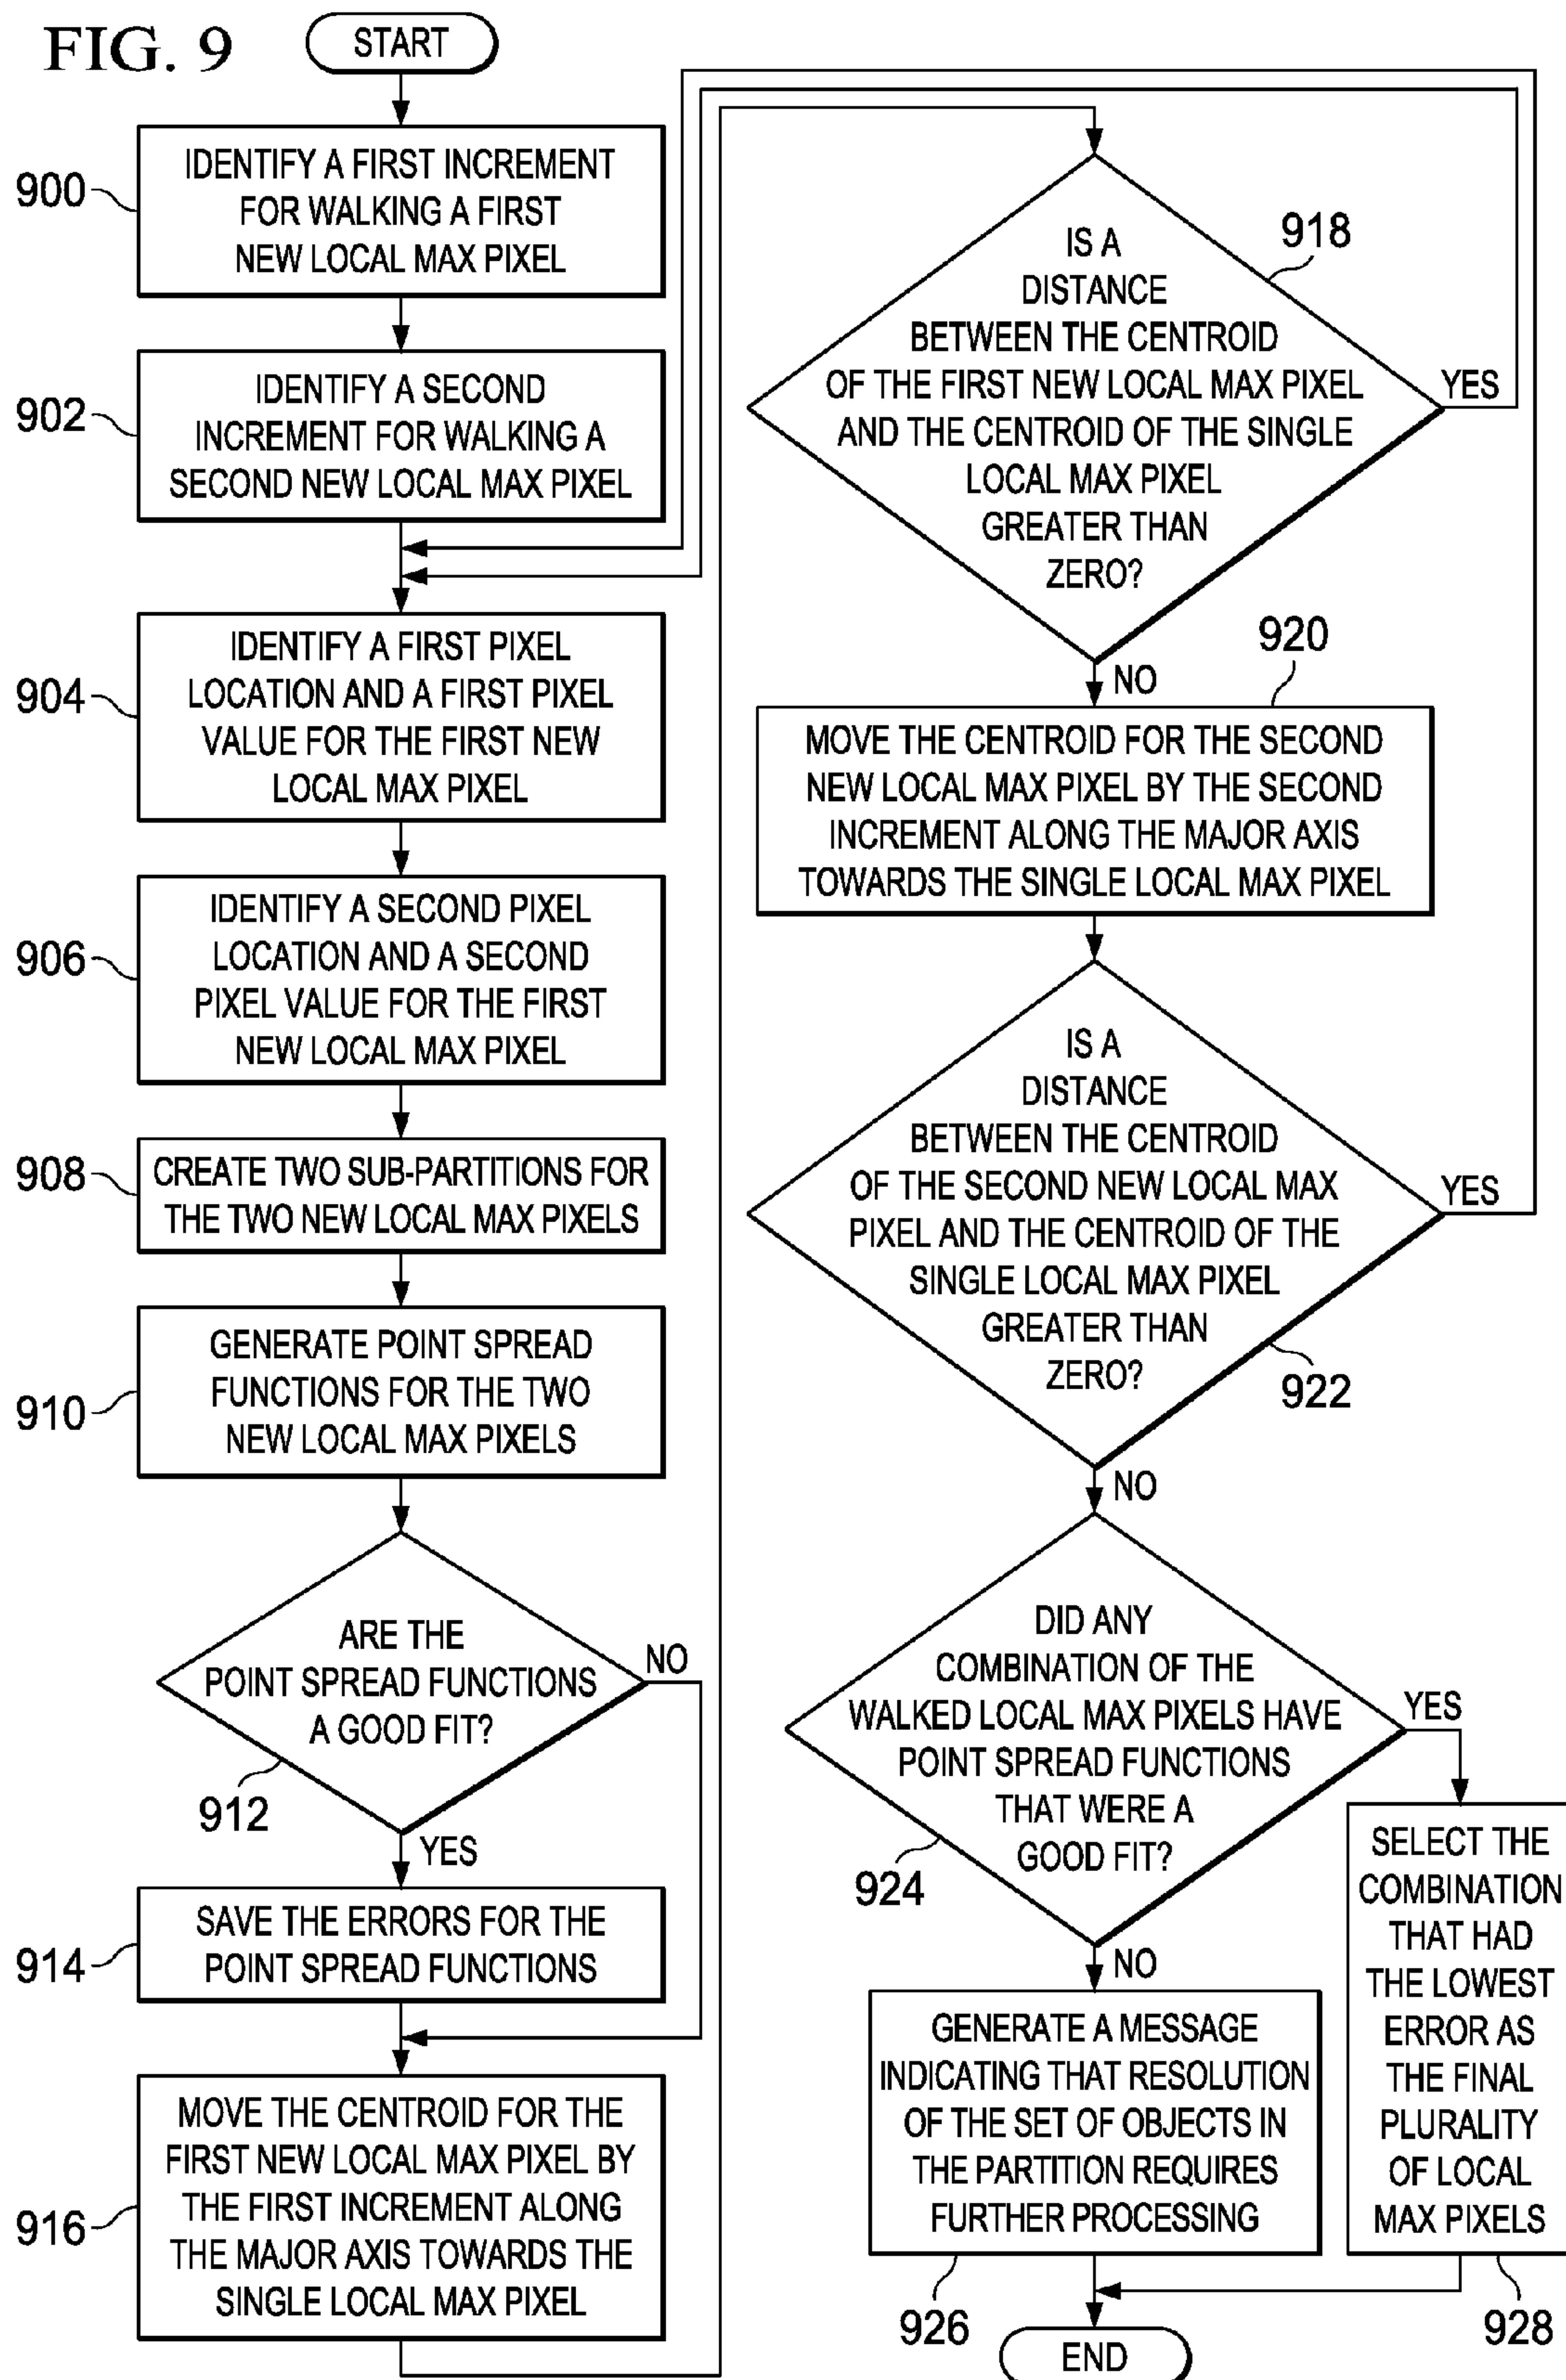 FIG. 9
START
900
IDENTIFY A FIRST INCREMENT
FOR WALKING A FIRST
NEW LOCAL MAX PIXEL
902
IDENTIFY A SECOND
INCREMENT FOR WALKING A
SECOND NEW LOCAL MAX PIXEL
904
IDENTIFY A FIRST PIXEL
LOCATION AND A FIRST PIXEL
VALUE FOR THE FIRST NEW
LOCAL MAX PIXEL
906
IDENTIFY A SECOND PIXEL
LOCATION AND A SECOND
PIXEL VALUE FOR THE FIRST
NEW LOCAL MAX PIXEL
908
CREATE TWO SUB-PARTITIONS FOR
THE TWO NEW LOCAL MAX PIXELS
910
GENERATE POINT SPREAD
FUNCTIONS FOR THE TWO
NEW LOCAL MAX PIXELS
ARE THE
POINT SPREAD FUNCTIONS
A GOOD FIT?
NO
912
YES
914
SAVE THE ERRORS FOR THE
POINT SPREAD FUNCTIONS
916
MOVE THE CENTROID FOR THE
FIRST NEW LOCAL MAX PIXEL BY
THE FIRST INCREMENT ALONG
THE MAJOR AXIS TOWARDS THE
SINGLE LOCAL MAX PIXEL
918
IS A
DISTANCE
BETWEEN THE CENTROID
OF THE FIRST NEW LOCAL MAX PIXEL
AND THE CENTROID OF THE SINGLE
LOCAL MAX PIXEL
GREATER THAN
ZERO?
YES
NO
920
MOVE THE CENTROID FOR THE SECOND
NEW LOCAL MAX PIXEL BY THE SECOND
INCREMENT ALONG THE MAJOR AXIS
TOWARDS THE SINGLE LOCAL MAX PIXEL
IS A
DISTANCE
BETWEEN THE CENTROID
OF THE SECOND NEW LOCAL MAX
PIXEL AND THE CENTROID OF THE
SINGLE LOCAL MAX PIXEL
GREATER THAN
ZERO?
YES
922
NO
DID ANY
COMBINATION OF THE
WALKED LOCAL MAX PIXELS HAVE
POINT SPREAD FUNCTIONS
THAT WERE A
GOOD FIT?
YES
924
NO
GENERATE A MESSAGE
INDICATING THAT RESOLUTION
OF THE SET OF OBJECTS IN
THE PARTITION REQUIRES
FURTHER PROCESSING
926
SELECT THE
COMBINATION
THAT HAD
THE LOWEST
ERROR AS
THE FINAL
PLURALITY
OF LOCAL
MAX PIXELS
928
END